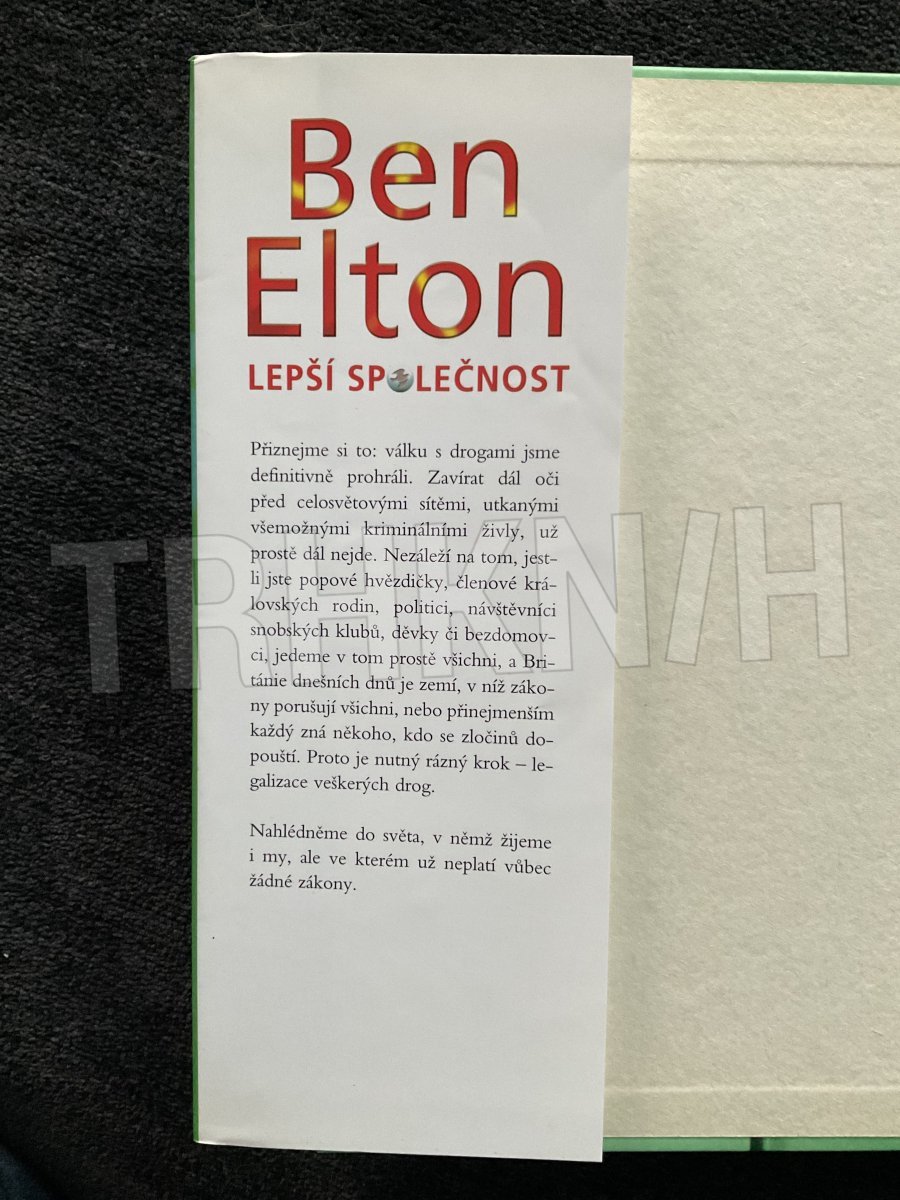 Ben
Elton
LEPŠÍ SPOLEČNOST
Přiznejme si to: válku s drogami jsme
definitivně prohráli. Zavírat dál oči
před celosvětovými sítěmi, utkanými
všemožnými kriminálními živly, už
prostě dál nejde. Nezáleží na tom, jest-
li jste popové hvězdičky, členové krá-
lovských rodin, politici, návštěvníci
snobských klubů, děvky či bezdomov-
ci, jedeme v tom prostě všichni, a Bri-
tánie dnešních dnů je zemí, v níž záko-
ny porušují všichni, nebo přinejmenším
každý zná někoho, kdo se zločinů do-
pouští. Proto je nutný rázný krok – le-
galizace veškerých drog.
Nahlédněme do světa, v němž žijeme
i my, ale ve kterém už neplatí vůbec
žádné zákony.
TRHKN/H